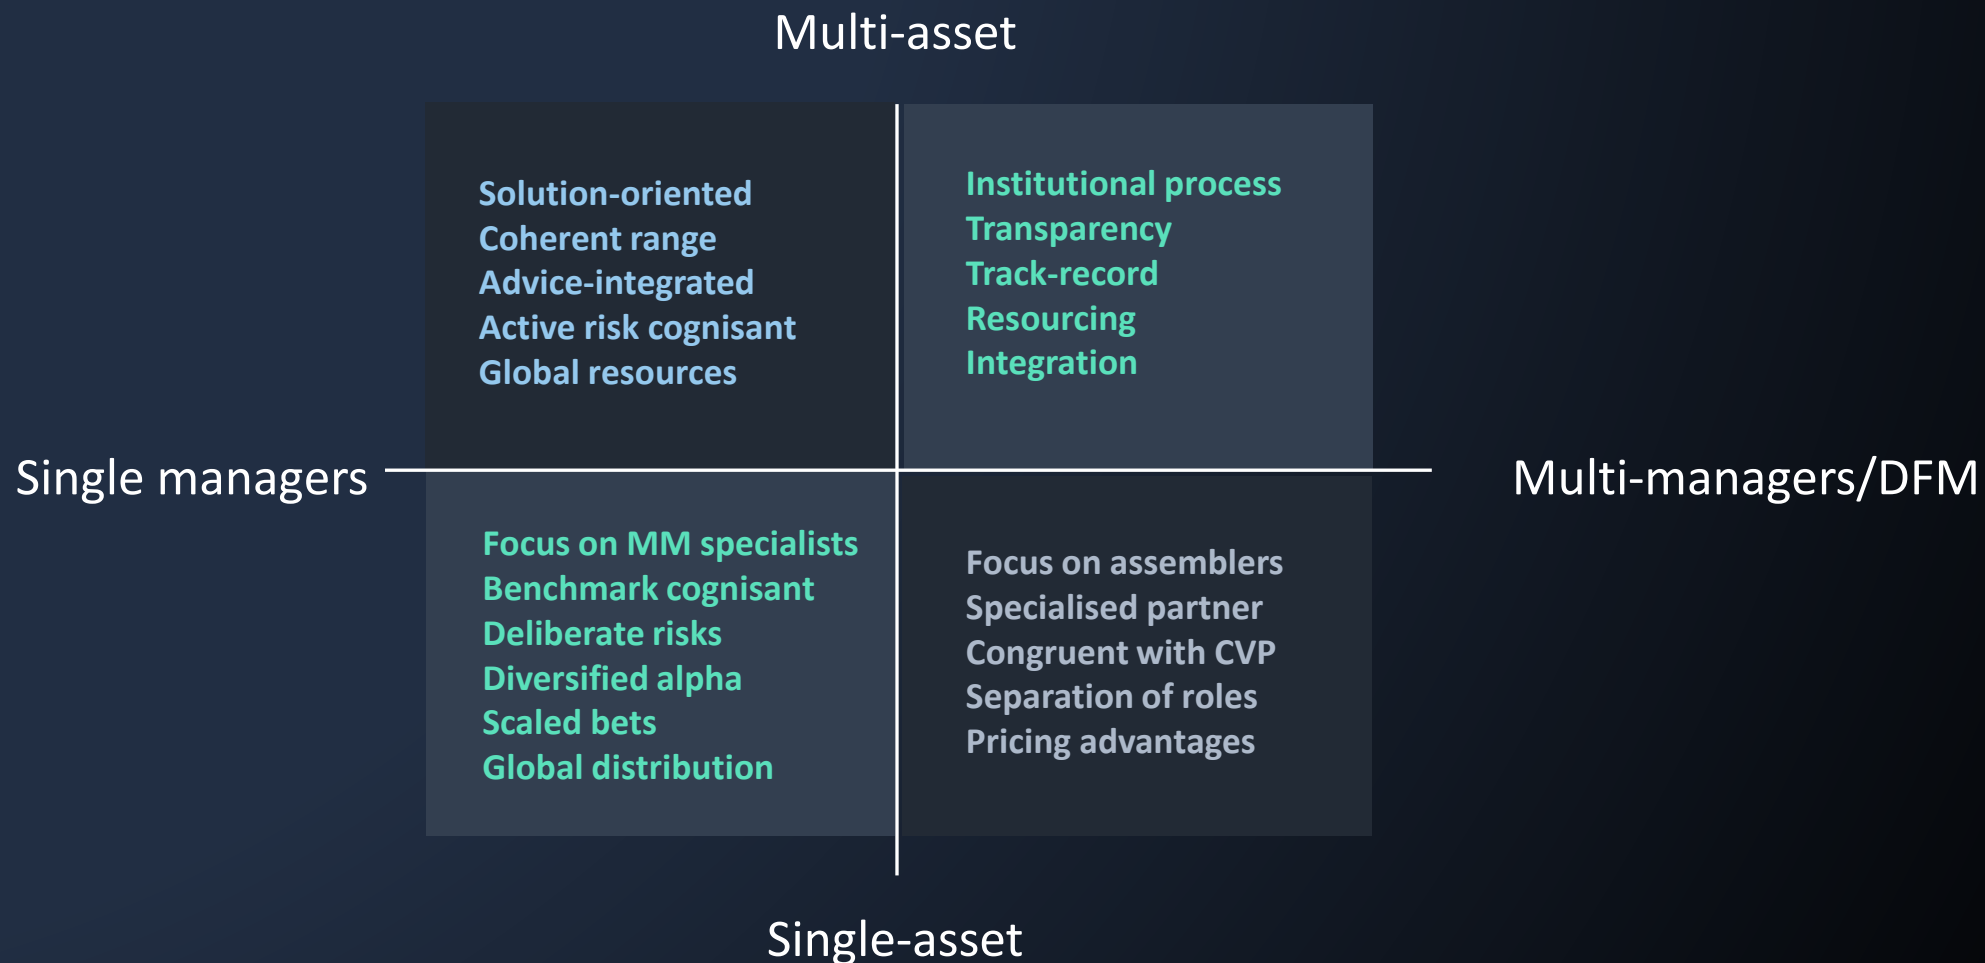 Multi-asset
Solution-oriented
Coherent range
Advice-integrated
Active risk cognisant
Global resources
Institutional process
Transparency
Track-record
Resourcing
Integration
Single managers
Multi-managers/DFM
Focus on MM specialists
Benchmark cognisant
Deliberate risks
Diversified alpha
Scaled bets
Global distribution
Focus on assemblers
Specialised partner
Congruent with CVP
Separation of roles
Pricing advantages
Single-asset